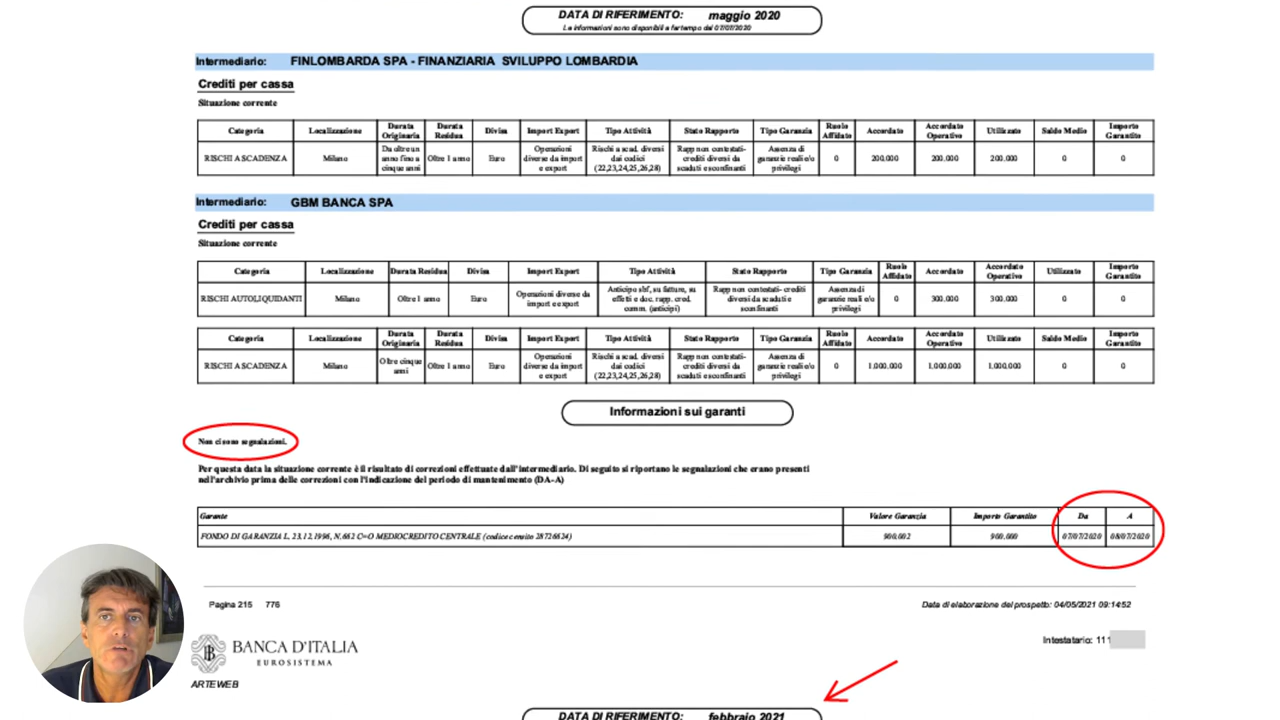 DATA DI RIFERIMENTO: maggio 2020
Le informazioni sono disponibili a far tempo dal 07/07/2020
Intermediario: FINLOMBARDA SPA - FINANZIARIA SVILUPPO LOMBARDIA
Crediti per cassa
Situazione corrente
Categoria Localizzazione Durata Originaria Durata Residua Divisa Import Export Tipo Attività Stato Rapporto Tipo Garanzia Ruolo Affidato Accordato Accordato Operativo Utilizzato Saldo Medio Importo Garantito
RISCHI A SCADENZA Milano Da oltre un anno fino a cinque anni Oltre 1 anno Euro Operazioni diverse da import e export Rischi a scad. diversi dai codici (22,23,24,25,26,28) Rapp non contestati- crediti diversi da scaduti e sconfinanti Assenza di garanzie reali e/o privilegi 0 200.000 200.000 200.000 0 0
Intermediario: GBM BANCA SPA
Crediti per cassa
Situazione corrente
Categoria Localizzazione Durata Residua Divisa Import Export Tipo Attività Stato Rapporto Tipo Garanzia Ruolo Affidato Accordato Accordato Operativo Utilizzato Importo Garantito
RISCHI AUTOLIQUIDANTI Milano Oltre 1 anno Euro Operazioni diverse da import e export Anticipo sbf, su fatture, su effetti e doc. rapp. cred. comm. (anticipi) Rapp non contestati- crediti diversi da scaduti e sconfinanti Assenza di garanzie reali e/o privilegi 0 300.000 300.000 0 0
Categoria Localizzazione Durata Originaria Durata Residua Divisa Import Export Tipo Attività Stato Rapporto Tipo Garanzia Ruolo Affidato Accordato Accordato Operativo Utilizzato Saldo Medio Importo Garantito
RISCHI A SCADENZA Milano Oltre cinque anni Oltre 1 anno Euro Operazioni diverse da import e export Rischi a scad. diversi dai codici (22,23,24,25,26,28) Rapp non contestati- crediti diversi da scaduti e sconfinanti Assenza di garanzie reali e/o privilegi 0 1.000.000 1.000.000 1.000.000 0 0
Informazioni sui garanti
Non ci sono segnalazioni.
Per questa data la situazione corrente è il risultato di correzioni effettuate dall'intermediario. Di seguito si riportano le segnalazioni che erano presenti
nell'archivio prima delle correzioni con l'indicazione del periodo di mantenimento (DA-A)
Garante Valore Garanzia Importo Garantito Da A
FONDO DI GARANZIA L. 23.12.1996, N.662 C=O MEDIOCREDITO CENTRALE (codice censito 28726624) 900.002 900.000 07/07/2020 08/07/2020
Pagina 215 776 Data di elaborazione del prospetto: 04/05/2021 09:14:52
BANCA D'ITALIA
EUROSISTEMA
Intestatario: 111
ARTEWEB
DATA DI RIFERIMENTO: febbraio 2021